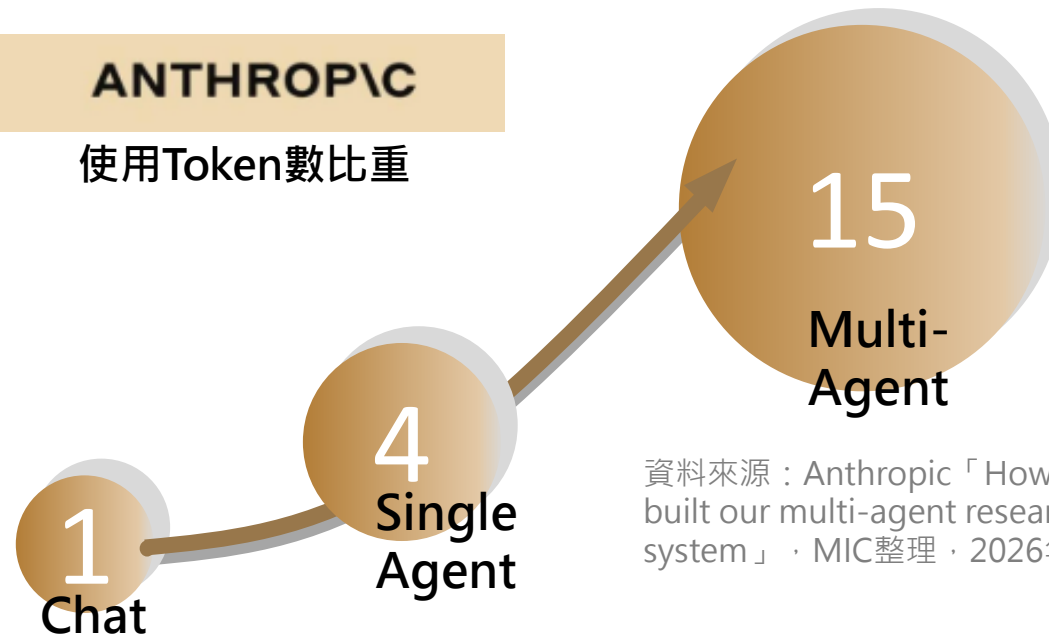 ANTHROP\C
使用Token數比重
15
Multi-
Agent
4
Single
Agent
1
Chat
資料來源：Anthropic「How
built our multi-agent
system」，MIC整理，2026